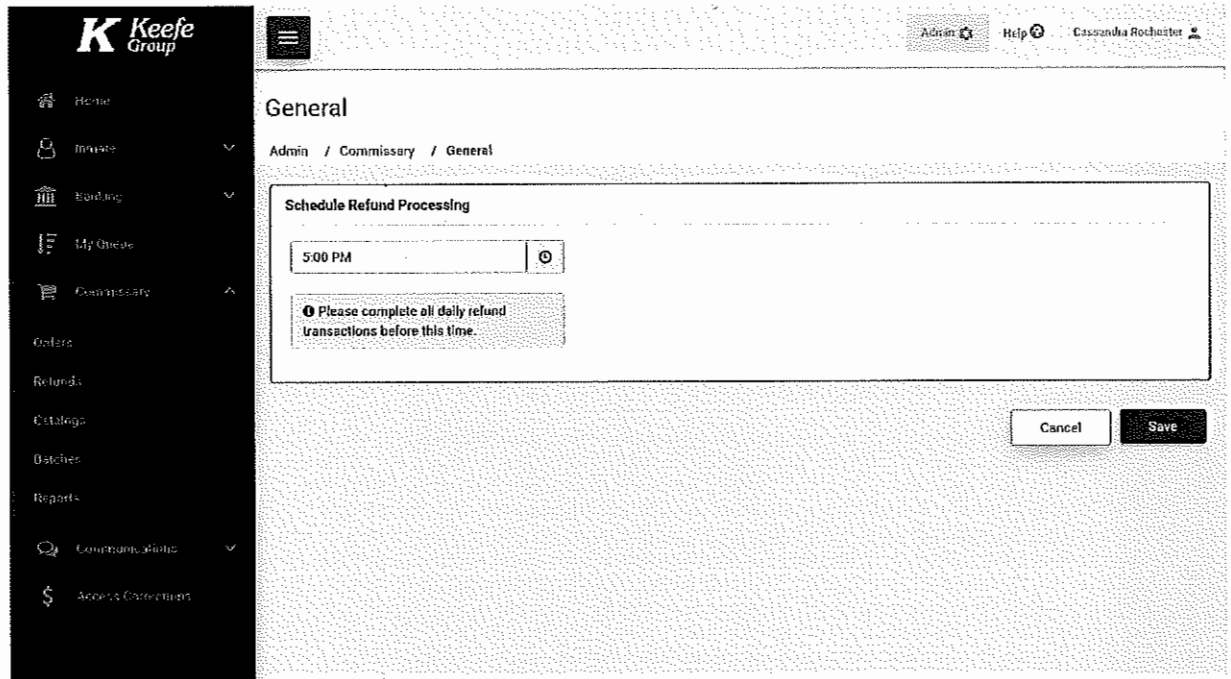 K Keefe
Group
Admin
Help
Cassandra Rochester
Home
Inmate
Banking
My Queue
Commissary
Orders
Refunds
Catalogs
Batches
Reports
Communications
Access Corrections
General
Admin / Commissary / General
Schedule Refund Processing
5:00 PM
Please complete all daily refund
transactions before this time.
Cancel
Save